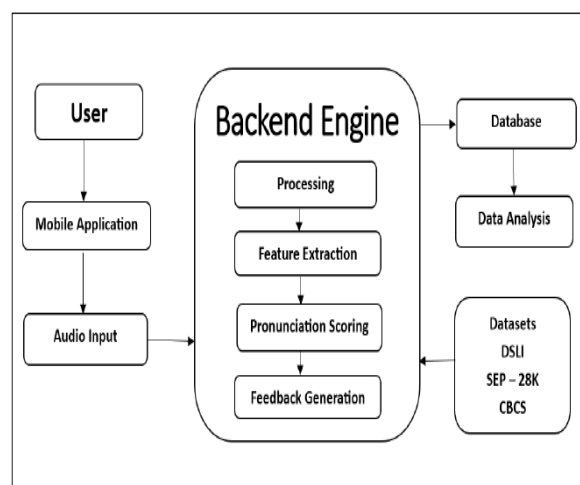 User
Mobile Application
Audio Input
Backend Engine
Processing
Feature Extraction
Pronunciation Scoring
Feedback Generation
Database
Data Analysis
Datasets
DSLI
SEP – 28K
CBCS